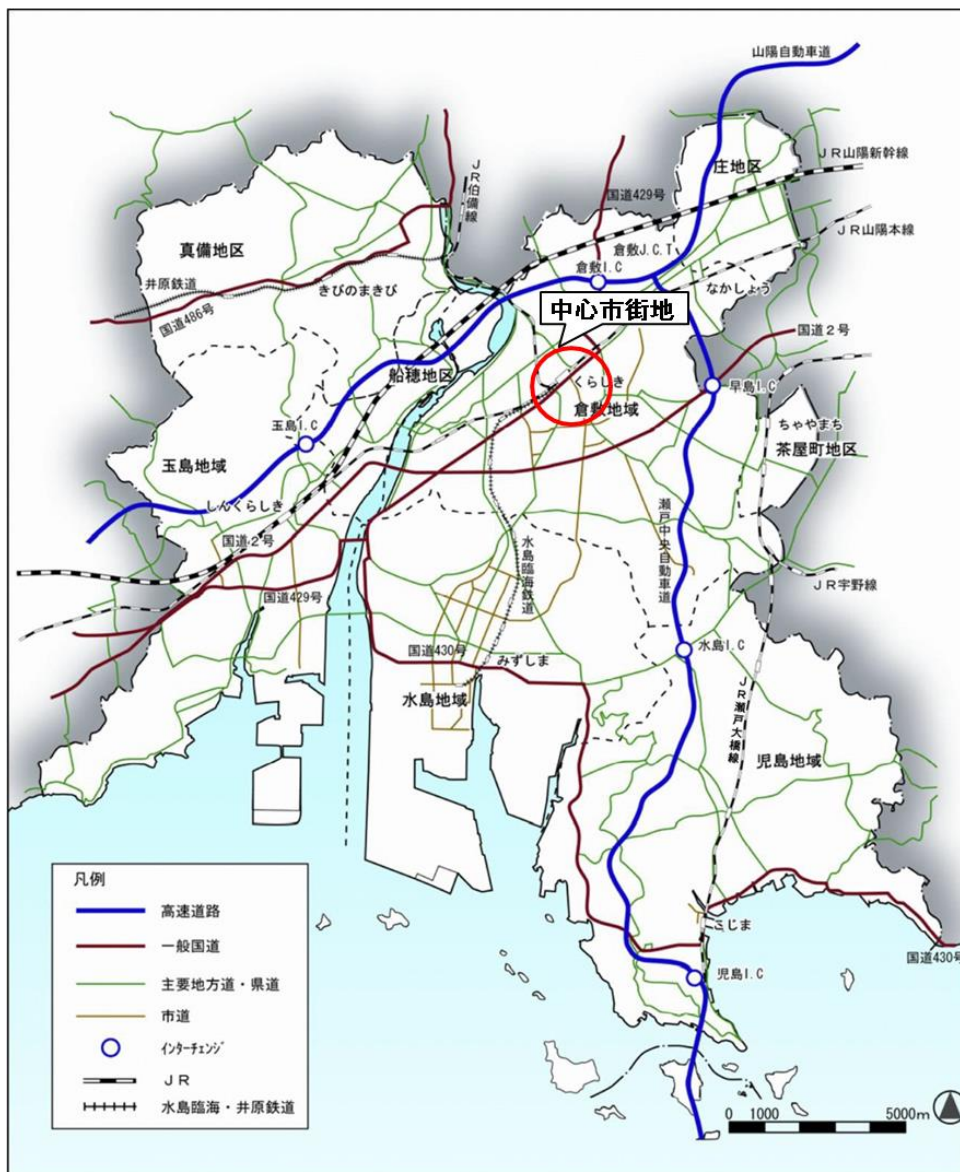 山陽自動車道
庄地区
JR山陽新幹線
JR伯備線
国道429号
JR山陽本線
真備地区
倉敷J.C.T
倉敷I.C
井原鉄道
きびのまきび
なかしょう
国道486号
中心市街地
国道2号
船穂地区
くらしき
早島I.C
倉敷地域
玉島I.C
ちゃやまち
茶屋町地区
玉島地域
しんくらしき
瀬戸中央自動車道
国道2号
水島臨海鉄道
JR宇野線
国道429号
国道430号
みずしま
水島I.C
水島地域
JR瀬戸大橋線
児島地域
凡例
高速道路
一般国道
主要地方道・県道
市道
インターチェンジ
JR
水島臨海・井原鉄道
こじま
国道430号
児島I.C
0 1000 5000m